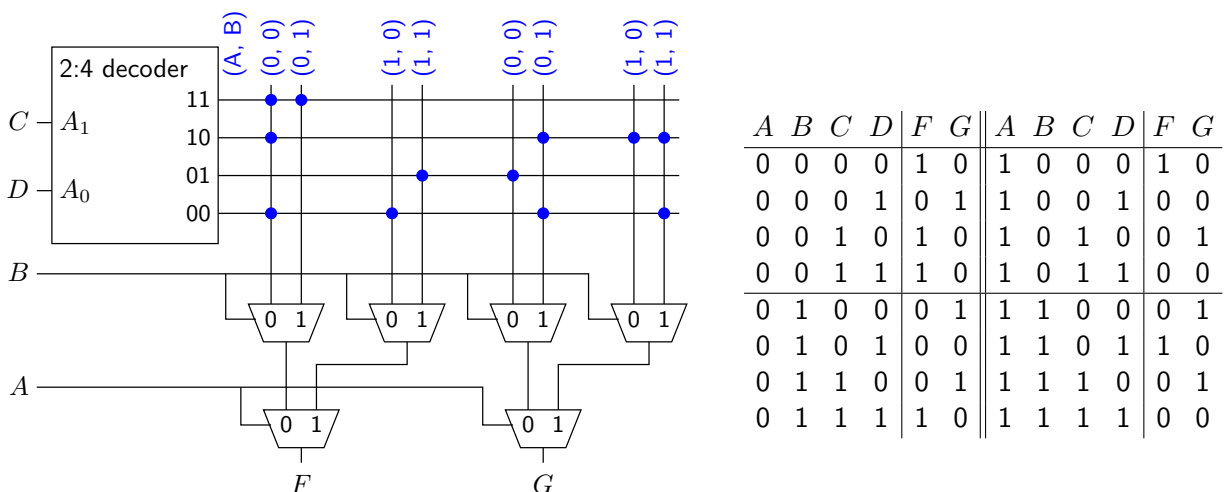 (A, B) (0, 0) (0, 1) (1, 0) (1, 1) (0, 0) (0, 1) (1, 0) (1, 1)
2:4 decoder
11
C A1
10
01
D A0
00
B
0 1 0 1 0 1 0 1
A
0 1 0 1
F G
A B C D F G A B C D F G
0 0 0 0 1 0 1 0 0 0 1 0
0 0 0 1 0 1 1 0 0 1 0 0
0 0 1 0 1 0 1 0 1 0 0 1
0 0 1 1 1 0 1 0 1 1 0 0
0 1 0 0 0 1 1 1 0 0 0 1
0 1 0 1 0 0 1 1 0 1 1 0
0 1 1 0 0 1 1 1 1 0 0 1
0 1 1 1 1 0 1 1 1 1 0 0